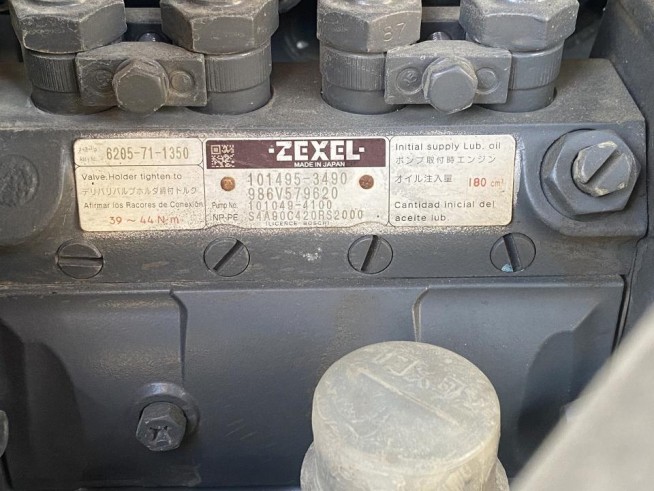 87
6205-71-1350
Valve.Holder tighten to
デリバリバルブホルダ締付トルク
Afirmar los Racores de Conexión
39 ~ 44 N·m
ZEXEL
MADE IN JAPAN
101495-3490
986V579620
Pump No. 101049-4100
NP-PE S4A90C420RS2000
(LICENCE BOSCH)
Initial supply Lub. oil
ポンプ取付時エンジン
オイル注入量 180 cm³
Cantidad inicial del
aceite lub